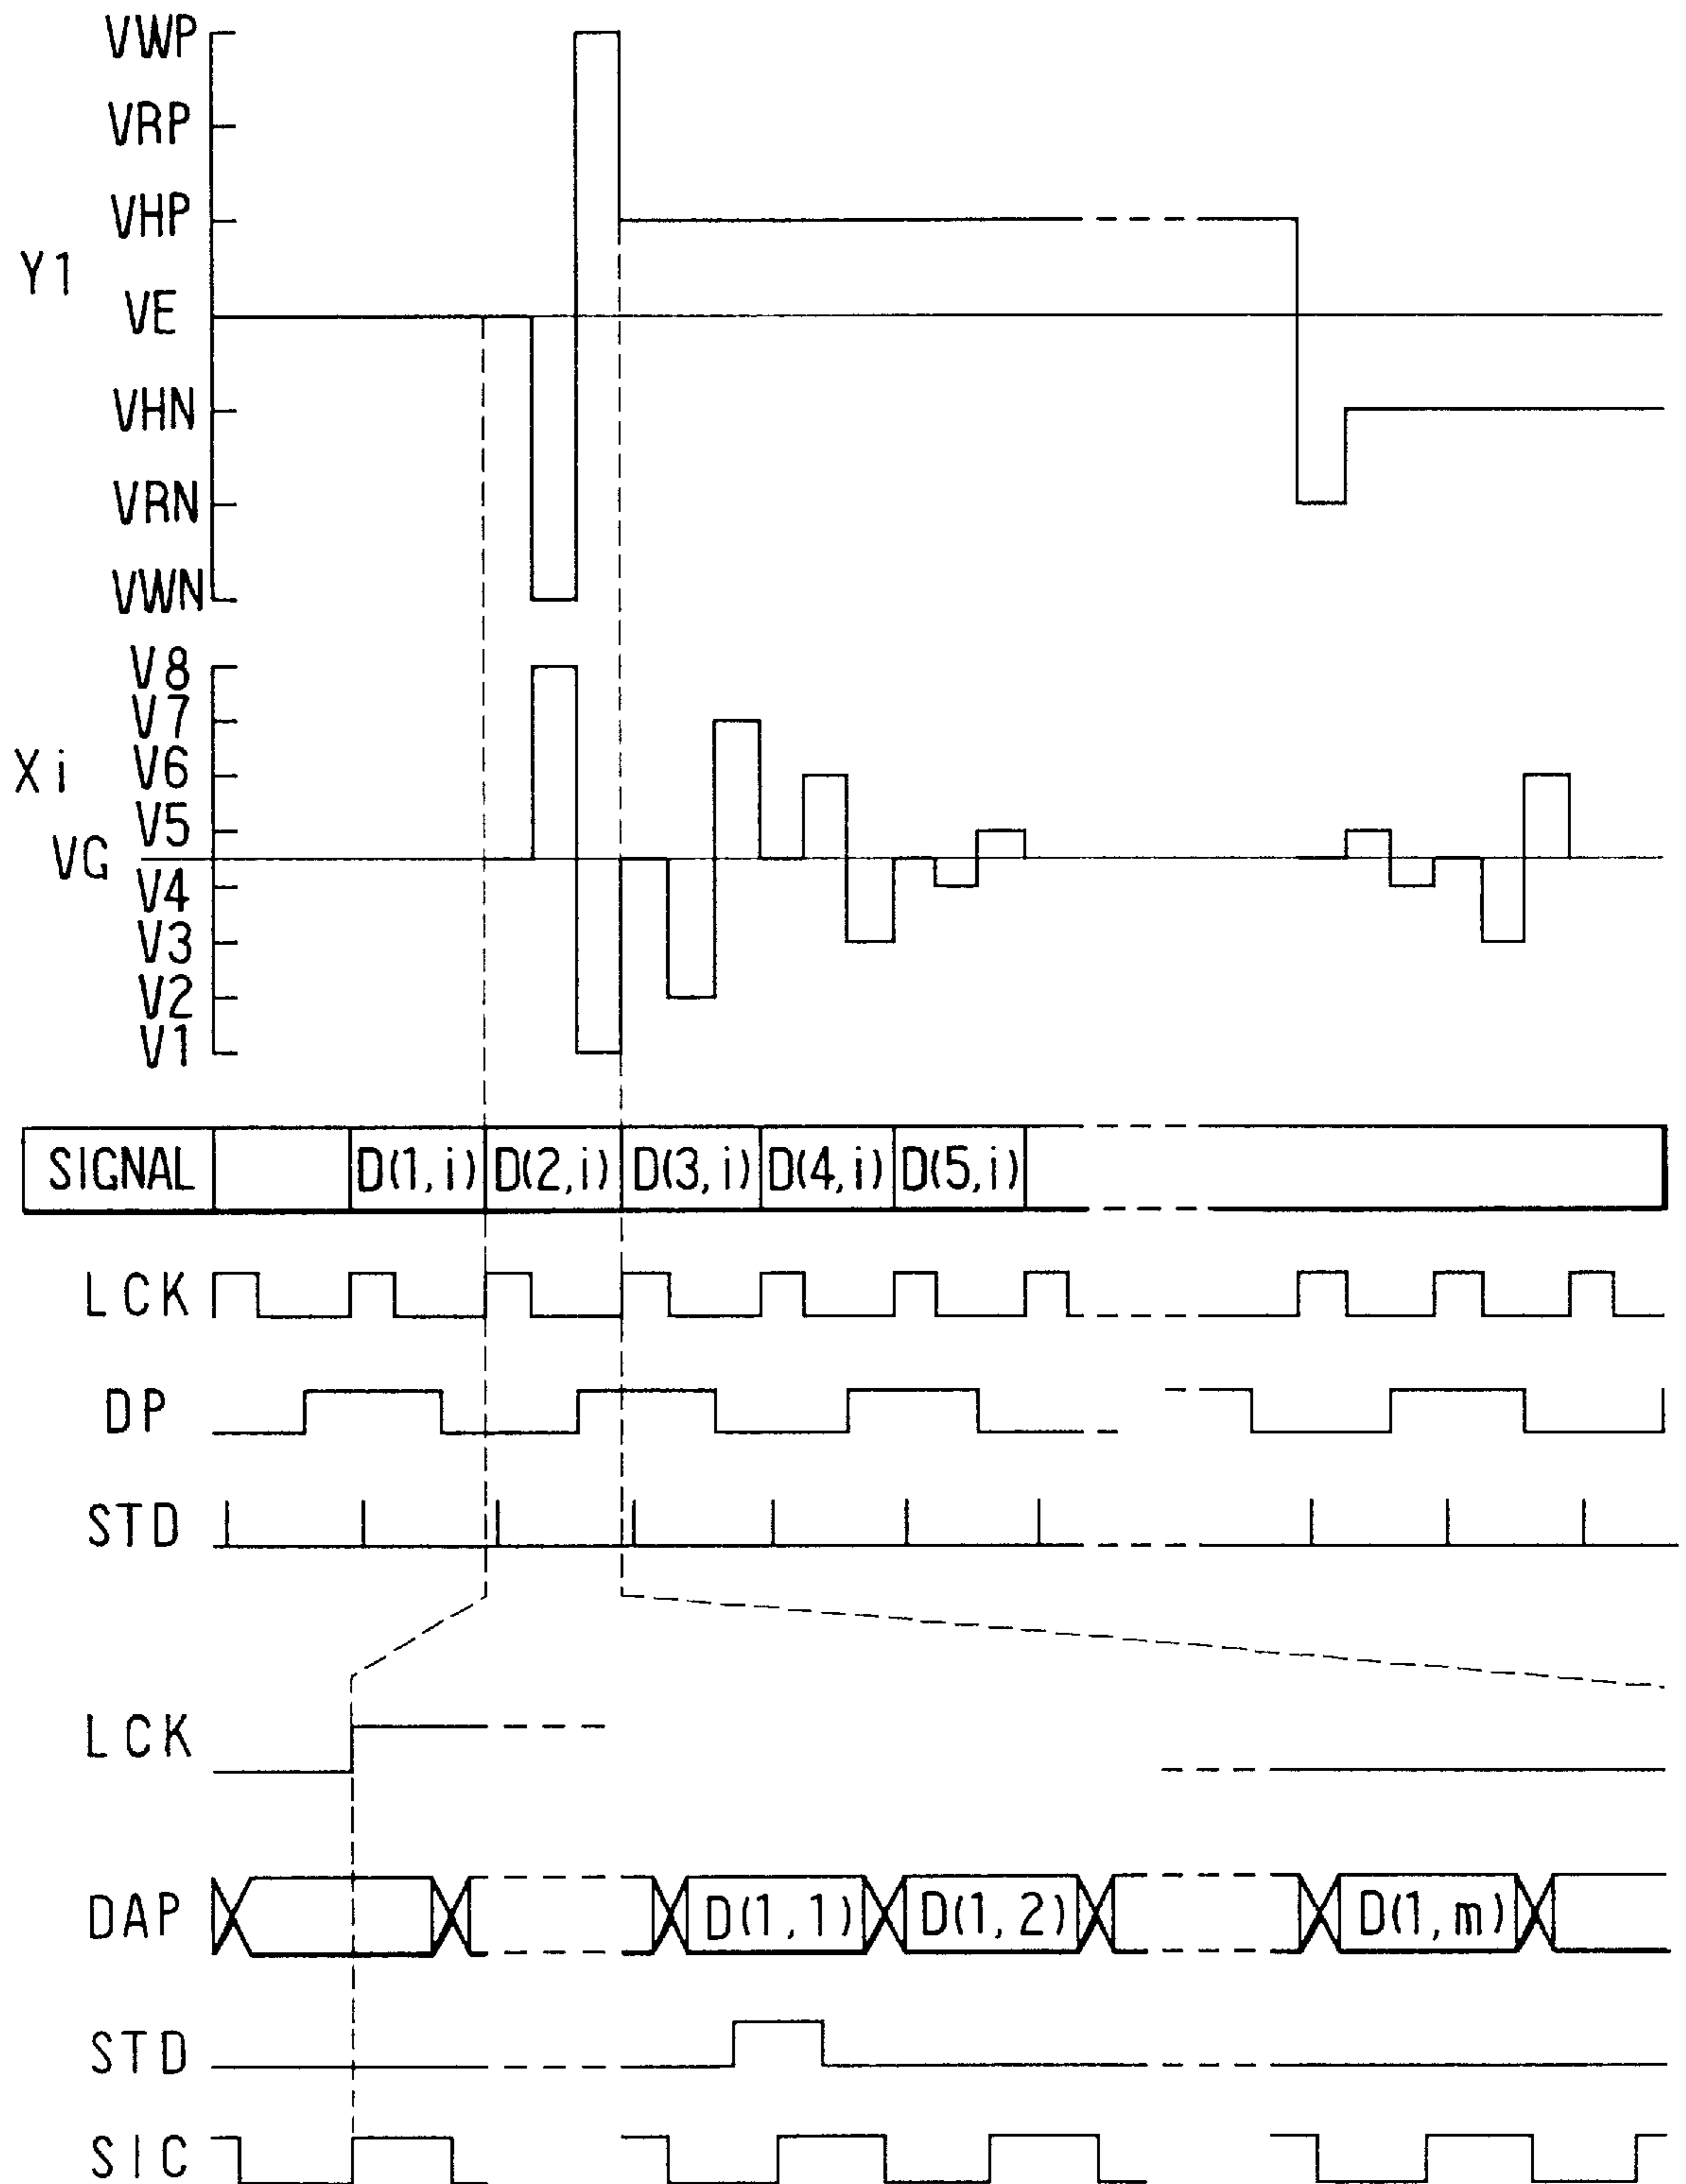 VWP
VRP
VHP
Y1
VE
VHN
VRN
VWN
V8
V7
Xi
V6
V5
VG
V4
V3
V2
V1
SIGNAL D(1,i) D(2,i) D(3,i) D(4,i) D(5,i)
LCK
DP
STD
LCK
DAP D(1,1) D(1,2) D(1,m)
STD
SIC